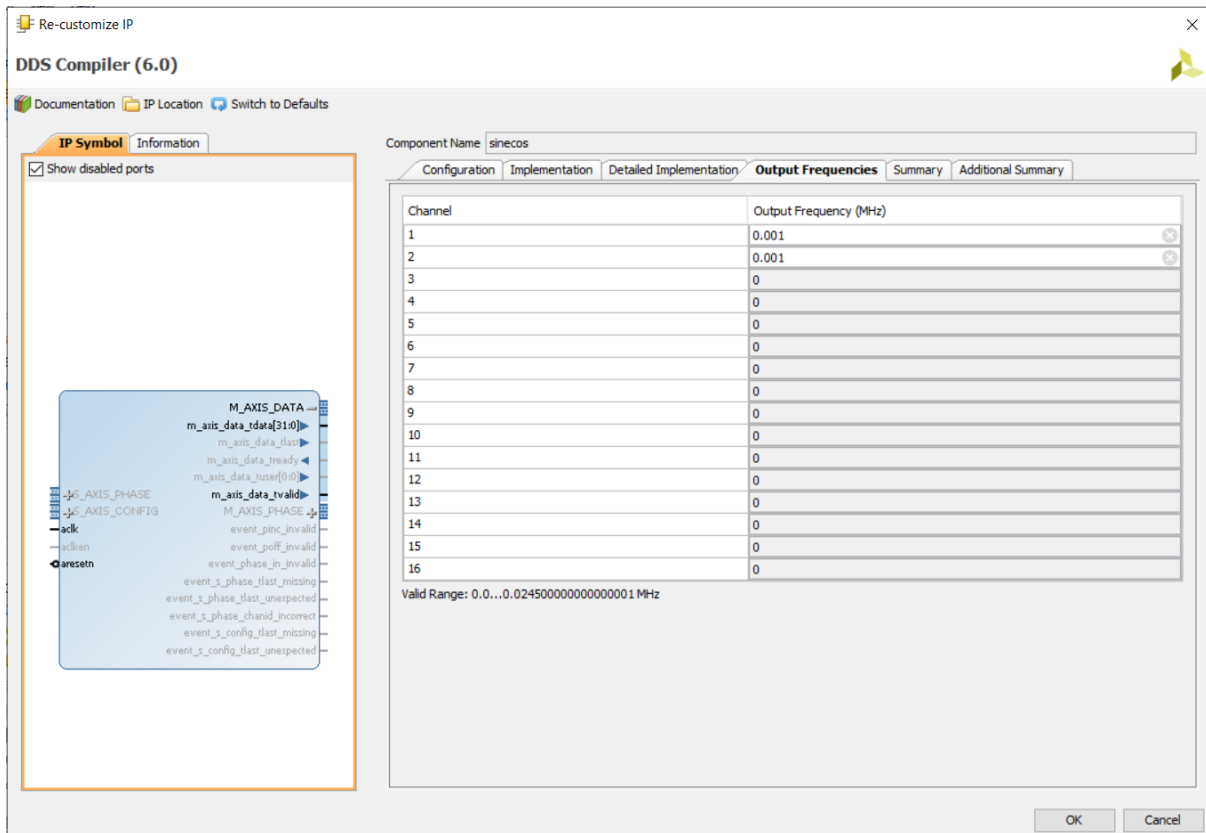 Re-customize IP
DDS Compiler (6.0)
Documentation IP Location Switch to Defaults
IP Symbol Information
Show disabled ports
M_AXIS_DATA
m_axis_data_tdata[31:0]
m_axis_data_tlast
m_axis_data_tready
m_axis_data_tuser[0:0]
S_AXIS_PHASE m_axis_data_tvalid
S_AXIS_CONFIG M_AXIS_PHASE
aclk event_pinc_invalid
aclken event_poff_invalid
aresetn event_phase_in_invalid
event_s_phase_tlast_missing
event_s_phase_tlast_unexpected
event_s_phase_chanid_incorrect
event_s_config_tlast_missing
event_s_config_tlast_unexpected
Component Name sinecos
Configuration Implementation Detailed Implementation Output Frequencies Summary Additional Summary
Channel Output Frequency (MHz)
1 0.001
2 0.001
3 0
4 0
5 0
6 0
7 0
8 0
9 0
10 0
11 0
12 0
13 0
14 0
15 0
16 0
Valid Range: 0.0...0.024500000000000001 MHz
OK Cancel